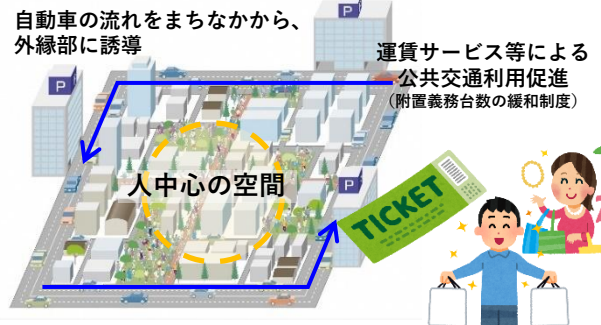 自動車の流れをまちなかから、
外縁部に誘導
運賃サービス等による
公共交通利用促進
(附置義務台数の緩和制度)
P
P
人中心の空間
P
TICKET